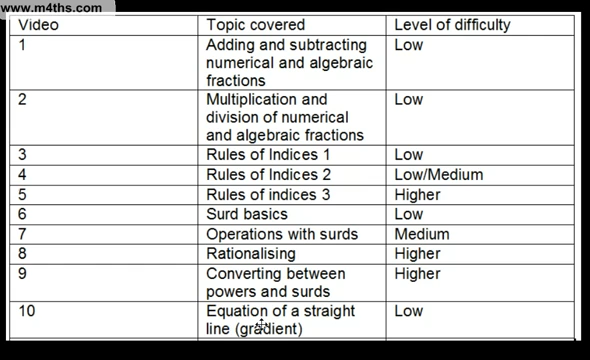 www.m4ths.com
Video Topic covered Level of difficulty
1 Adding and subtracting Low
numerical and algebraic
fractions
2 Multiplication and Low
division of numerical
and algebraic fractions
3 Rules of Indices 1 Low
4 Rules of Indices 2 Low/Medium
5 Rules of indices 3 Higher
6 Surd basics Low
7 Operations with surds Medium
8 Rationalising Higher
9 Converting between Higher
powers and surds
10 Equation of a straight Low
line (gradient)